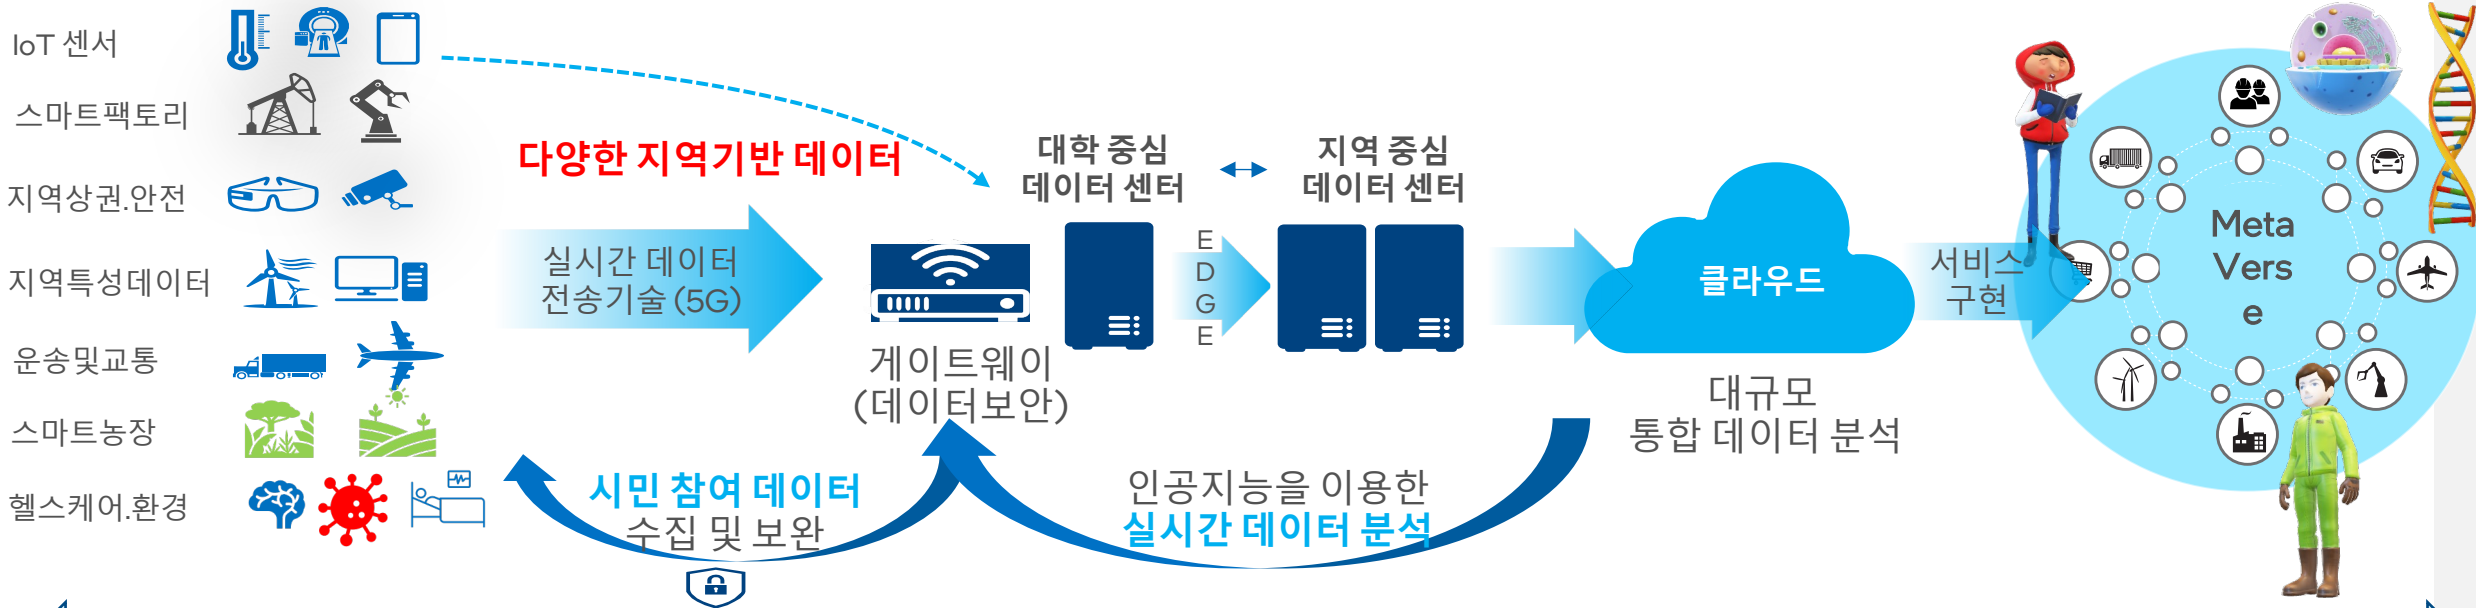 IoT 센서
스마트팩토리
지역상권.안전
지역특성데이터
운송및교통
스마트농장
헬스케어.환경
다양한 지역기반 데이터
실시간 데이터
전송기술 (5G)
게이트웨이
(데이터보안)
대학 중심
데이터 센터
E
D
G
E
지역 중심
데이터 센터
클라우드
대규모
통합 데이터 분석
서비스
구현
Meta
Vers
e
시민 참여 데이터
수집 및 보완
인공지능을 이용한
실시간 데이터 분석